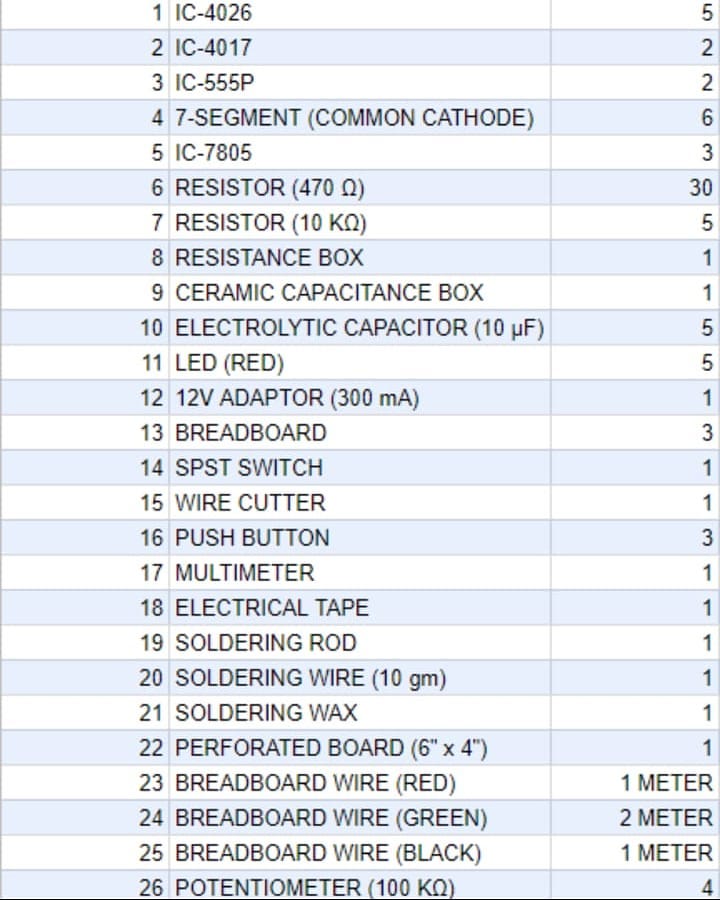 1 IC-4026 5
2 IC-4017 2
3 IC-555P 2
4 7-SEGMENT (COMMON CATHODE) 6
5 IC-7805 3
6 RESISTOR (470 Ω) 30
7 RESISTOR (10 KΩ) 5
8 RESISTANCE BOX 1
9 CERAMIC CAPACITANCE BOX 1
10 ELECTROLYTIC CAPACITOR (10 µF) 5
11 LED (RED) 5
12 12V ADAPTOR (300 mA) 1
13 BREADBOARD 3
14 SPST SWITCH 1
15 WIRE CUTTER 1
16 PUSH BUTTON 3
17 MULTIMETER 1
18 ELECTRICAL TAPE 1
19 SOLDERING ROD 1
20 SOLDERING WIRE (10 gm) 1
21 SOLDERING WAX 1
22 PERFORATED BOARD (6" x 4") 1
23 BREADBOARD WIRE (RED) 1 METER
24 BREADBOARD WIRE (GREEN) 2 METER
25 BREADBOARD WIRE (BLACK) 1 METER
26 POTENTIOMETER (100 KΩ) 4